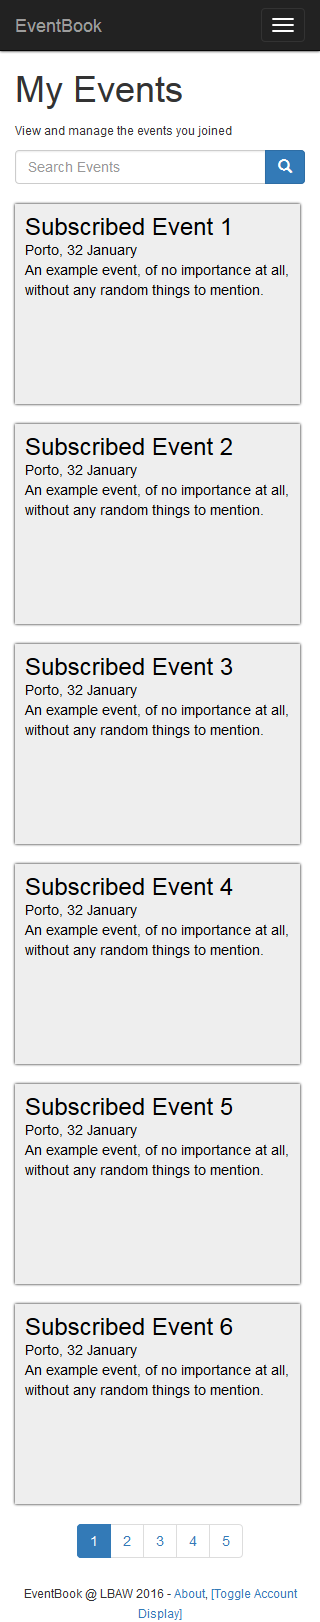 EventBook
My Events
View and manage the events you joined
Search Events
Subscribed Event 1
Porto, 32 January
An example event, of no importance at all,
without any random things to mention.
Subscribed Event 2
Porto, 32 January
An example event, of no importance at all,
without any random things to mention.
Subscribed Event 3
Porto, 32 January
An example event, of no importance at all,
without any random things to mention.
Subscribed Event 4
Porto, 32 January
An example event, of no importance at all,
without any random things to mention.
Subscribed Event 5
Porto, 32 January
An example event, of no importance at all,
without any random things to mention.
Subscribed Event 6
Porto, 32 January
An example event, of no importance at all,
without any random things to mention.
1 2 3 4 5
EventBook @ LBAW 2016 - About, [Toggle Account
Display]